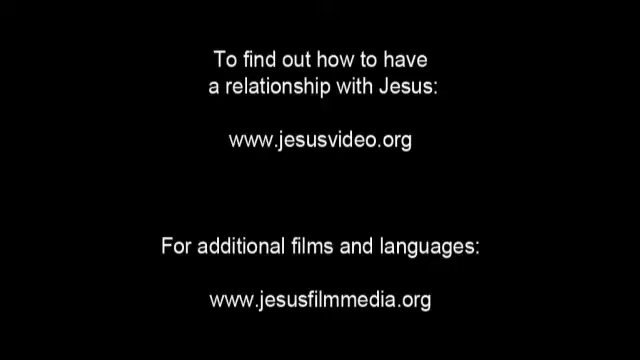 To find out how to have
a relationship with Jesus:
www.jesusvideo.org
For additional films and languages:
www.jesusfilmmedia.org